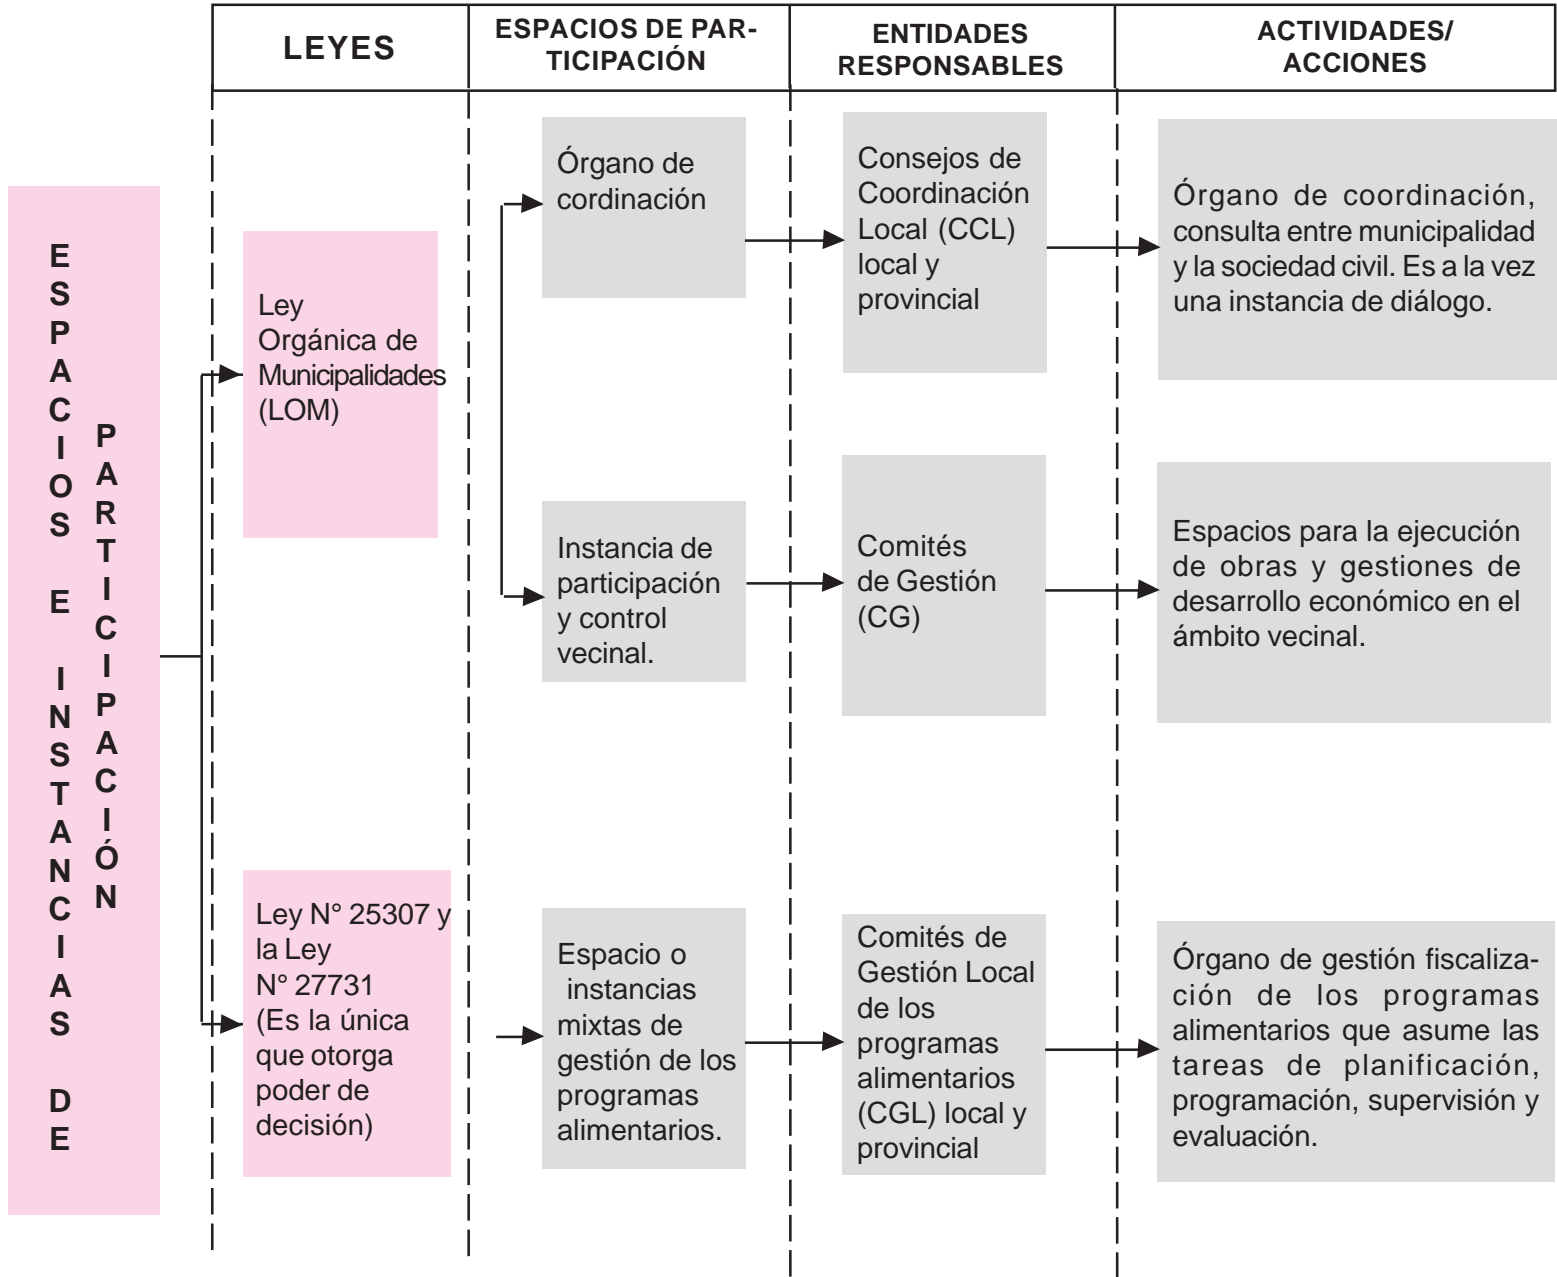 LEYES
ESPACIOS DE PAR-
TICIPACIÓN
ENTIDADES
RESPONSABLES
ACTIVIDADES/
ACCIONES
ESPACIOS E INSTANCIAS DE
PARTICIPACIÓN
Ley
Orgánica de
Municipalidades
(LOM)
Órgano de
cordinación
Consejos de
Coordinación
Local (CCL)
local y
provincial
Órgano de coordinación,
consulta entre municipalidad
y la sociedad civil. Es a la vez
una instancia de diálogo.
Instancia de
participación
y control
vecinal.
Comités
de Gestión
(CG)
Espacios para la ejecución
de obras y gestiones de
desarrollo económico en el
ámbito vecinal.
Ley N° 25307 y
la Ley
N° 27731
(Es la única
que otorga
poder de
decisión)
Espacio o
instancias
mixtas de
gestión de los
programas
alimentarios.
Comités de
Gestión Local
de los
programas
alimentarios
(CGL) local y
provincial
Órgano de gestión fiscaliza-
ción de los programas
alimentarios que asume las
tareas de planificación,
programación, supervisión y
evaluación.